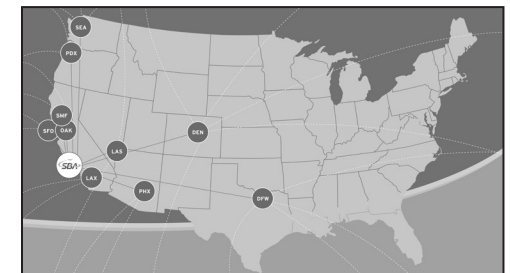 SEA
PDX
SMF
SFO
OAK
DEN
LAS
SBA
LAX
PHX
DFW